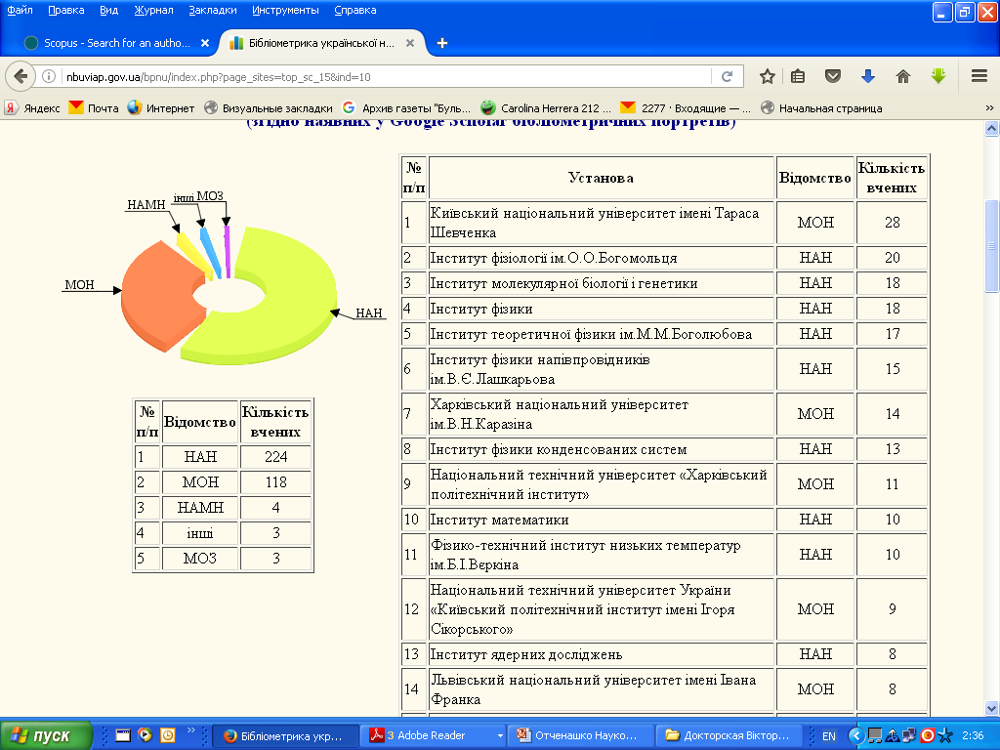 Файл Правка Вид Журнал Закладки Инструменты Справка
Scopus - Search for an autho...
Бібліометрика української н...
nbuviap.gov.ua/bpnu/index.php?page_sites=top_sc_15&ind=10
Яндекс Почта Интернет Визуальные закладки Архив газеты "Буль... Carolina Herrera 212 ... 2277 · Входящие — ... Начальная страница »
(згідно наявних у Google Scholar бібліометричних портретів)
НАМН інші МОЗ
МОН
НАН
№ п/п Відомство Кількість вчених
1 НАН 224
2 МОН 118
3 НАМН 4
4 інші 3
5 МОЗ 3
№ п/п Установа Відомство Кількість вчених
1 Київський національний університет імені Тараса
Шевченка МОН 28
2 Інститут фізіології ім.О.О.Богомольця НАН 20
3 Інститут молекулярної біології і генетики НАН 18
4 Інститут фізики НАН 18
5 Інститут теоретичної фізики ім.М.М.Боголюбова НАН 17
6 Інститут фізики напівпровідників
ім.В.Є.Лашкарьова НАН 15
7 Харківський національний університет
ім.В.Н.Каразіна МОН 14
8 Інститут фізики конденсованих систем НАН 13
9 Національний технічний університет «Харківський
політехнічний інститут» МОН 11
10 Інститут математики НАН 10
11 Фізико-технічний інститут низьких температур
ім.Б.І.Вєркіна НАН 10
12 Національний технічний університет України
«Київський політехнічний інститут імені Ігоря
Сікорського» МОН 9
13 Інститут ядерних досліджень НАН 8
14 Львівський національний університет імені Івана
Франка МОН 8
пуск » Бібліометрика укр... 3 Adobe Reader Отченашко Науко... Докторская Віктор... EN 2:36